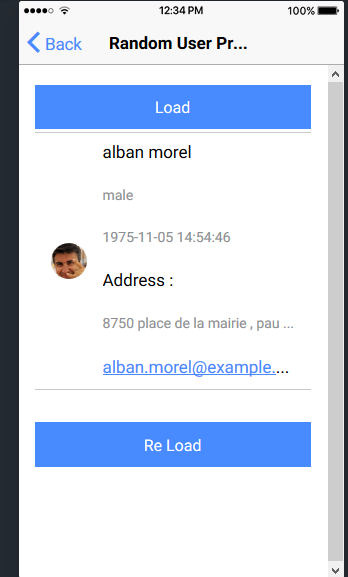 12:34 PM
100%
Back
Random User Pr...
Load
alban morel
male
1975-11-05 14:54:46
Address :
8750 place de la mairie , pau ...
alban.morel@example....
Re Load